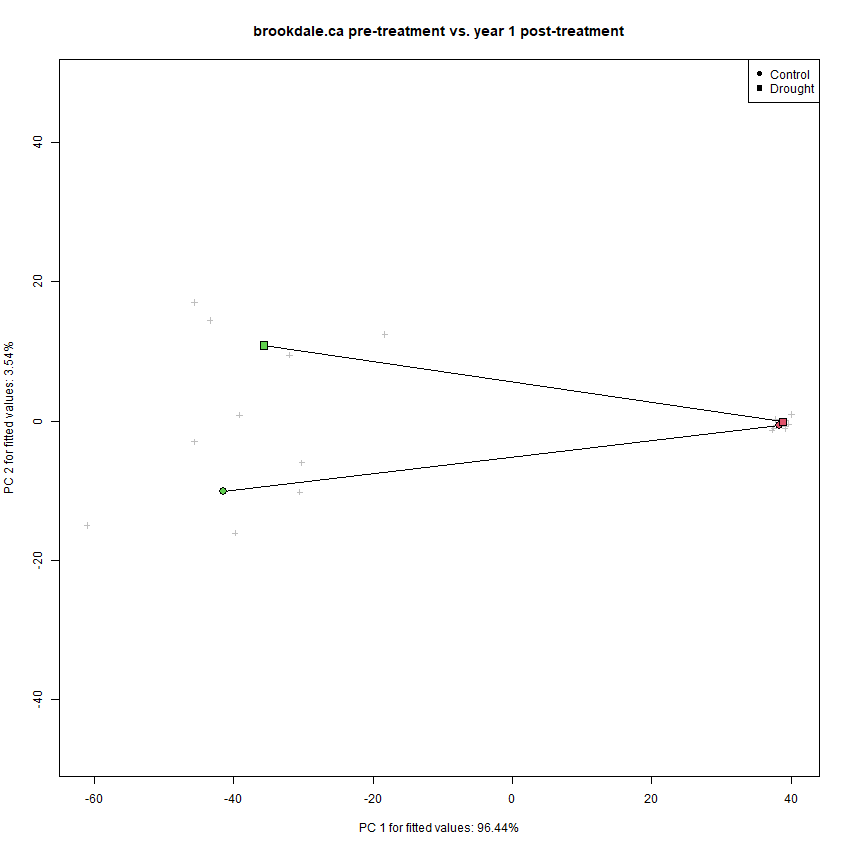 brookdale.ca pre-treatment vs. year 1 post-treatment
Control
Drought
40
20
0
-20
-40
PC 2 for fitted values: 3.54%
-60
-40
-20
0
20
40
PC 1 for fitted values: 96.44%